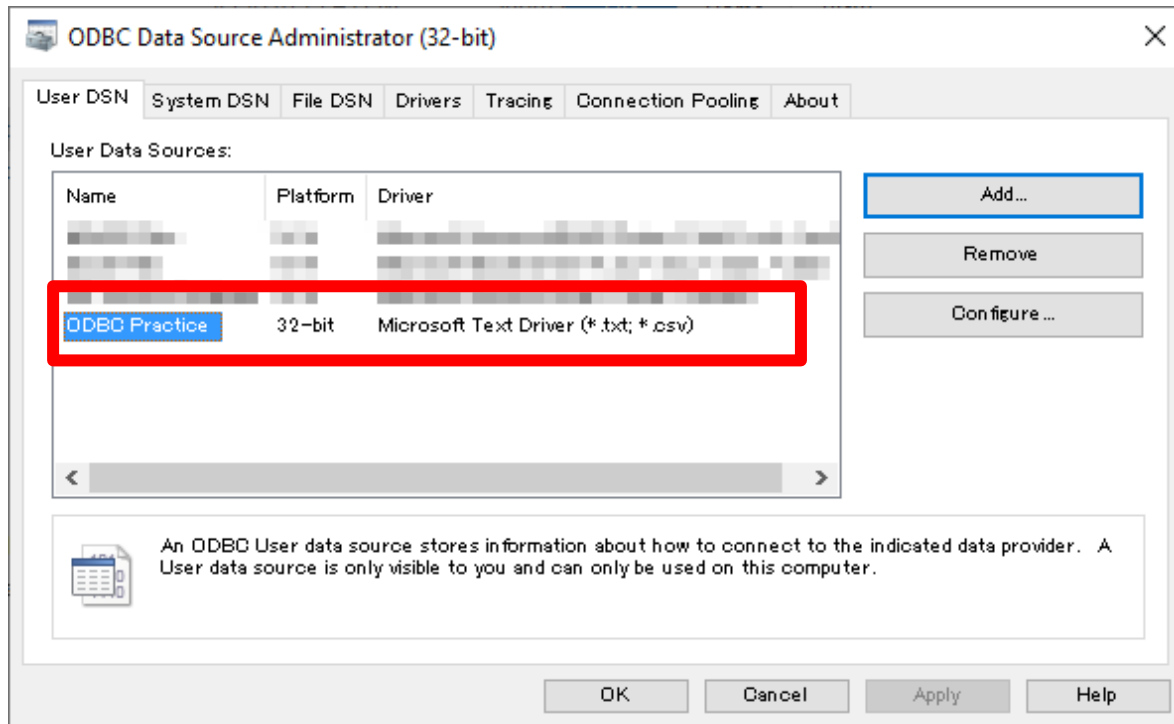 ODBC Data Source Administrator (32-bit)
User DSN System DSN File DSN Drivers Tracing Connection Pooling About
User Data Sources:
Name Platform Driver
ODBC Practice 32-bit Microsoft Text Driver (*.txt; *.csv)
Add...
Remove
Configure...
An ODBC User data source stores information about how to connect to the indicated data provider. A
User data source is only visible to you and can only be used on this computer.
OK Cancel Apply Help